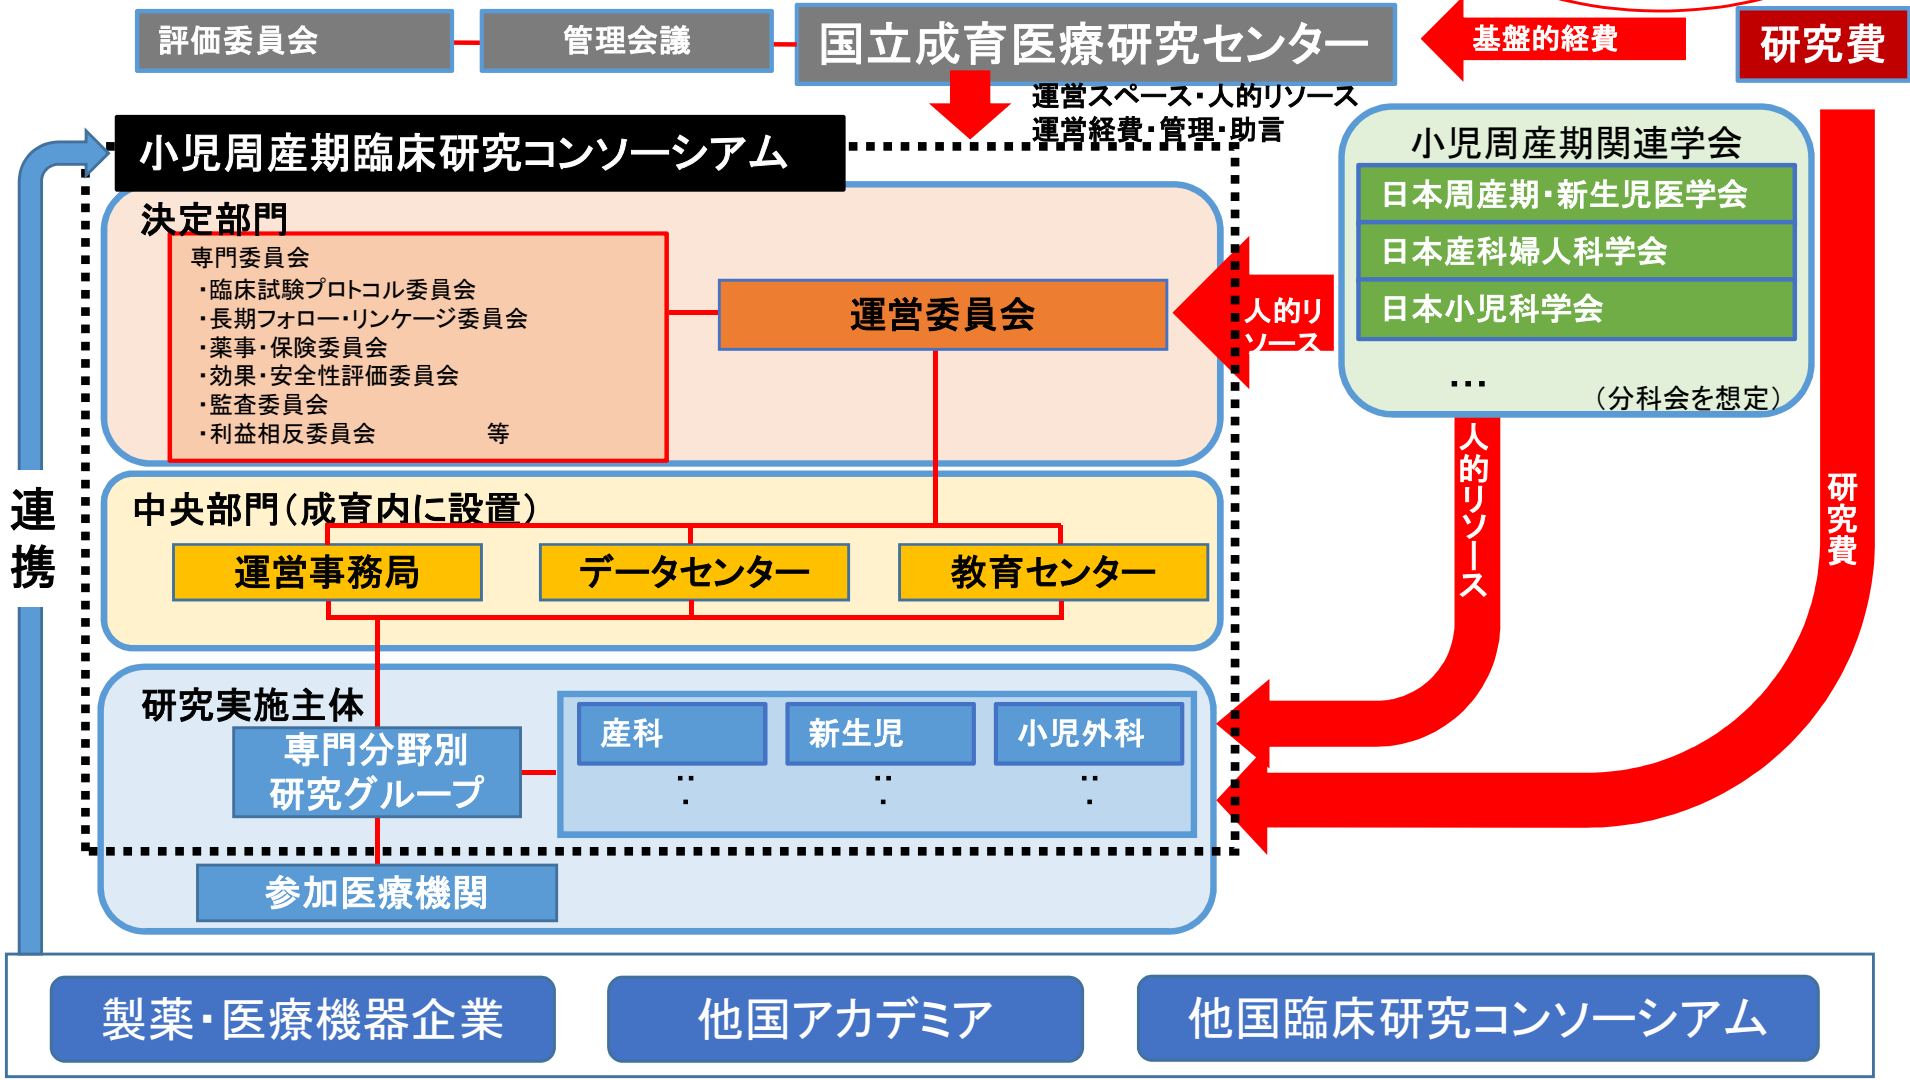 評価委員会
管理会議
国立成育医療研究センター
基盤的経費
研究費
運営スペース・人的リソース
運営経費・管理・助言
小児周産期臨床研究コンソーシアム
小児周産期関連学会
日本周産期・新生児医学会
日本産科婦人科学会
日本小児科学会
…
（分科会を想定）
決定部門
専門委員会
・臨床試験プロトコル委員会
・長期フォロー・リンケージ委員会
・薬事・保険委員会
・効果・安全性評価委員会
・監査委員会
・利益相反委員会　　　　等
運営委員会
人的リ
ソース
人的リソース
研究費
連携
中央部門（成育内に設置）
運営事務局
データセンター
教育センター
研究実施主体
専門分野別
研究グループ
産科
新生児
小児外科
…
…
…
参加医療機関
製薬・医療機器企業
他国アカデミア
他国臨床研究コンソーシアム